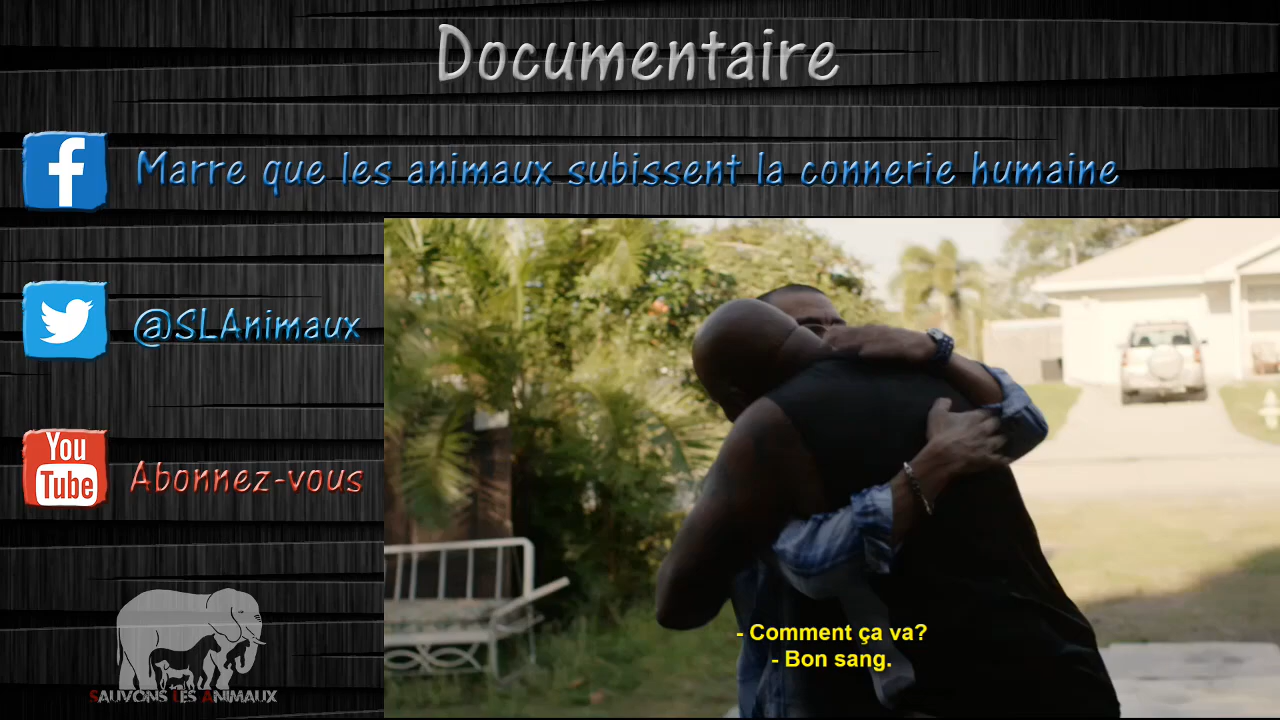 Documentaire
Marre que les animaux subissent la connerie humaine
@SLAnimaux
You
Tube
Abonnez-vous
SAUVONS LES ANIMAUX
- Comment ça va?
- Bon sang.